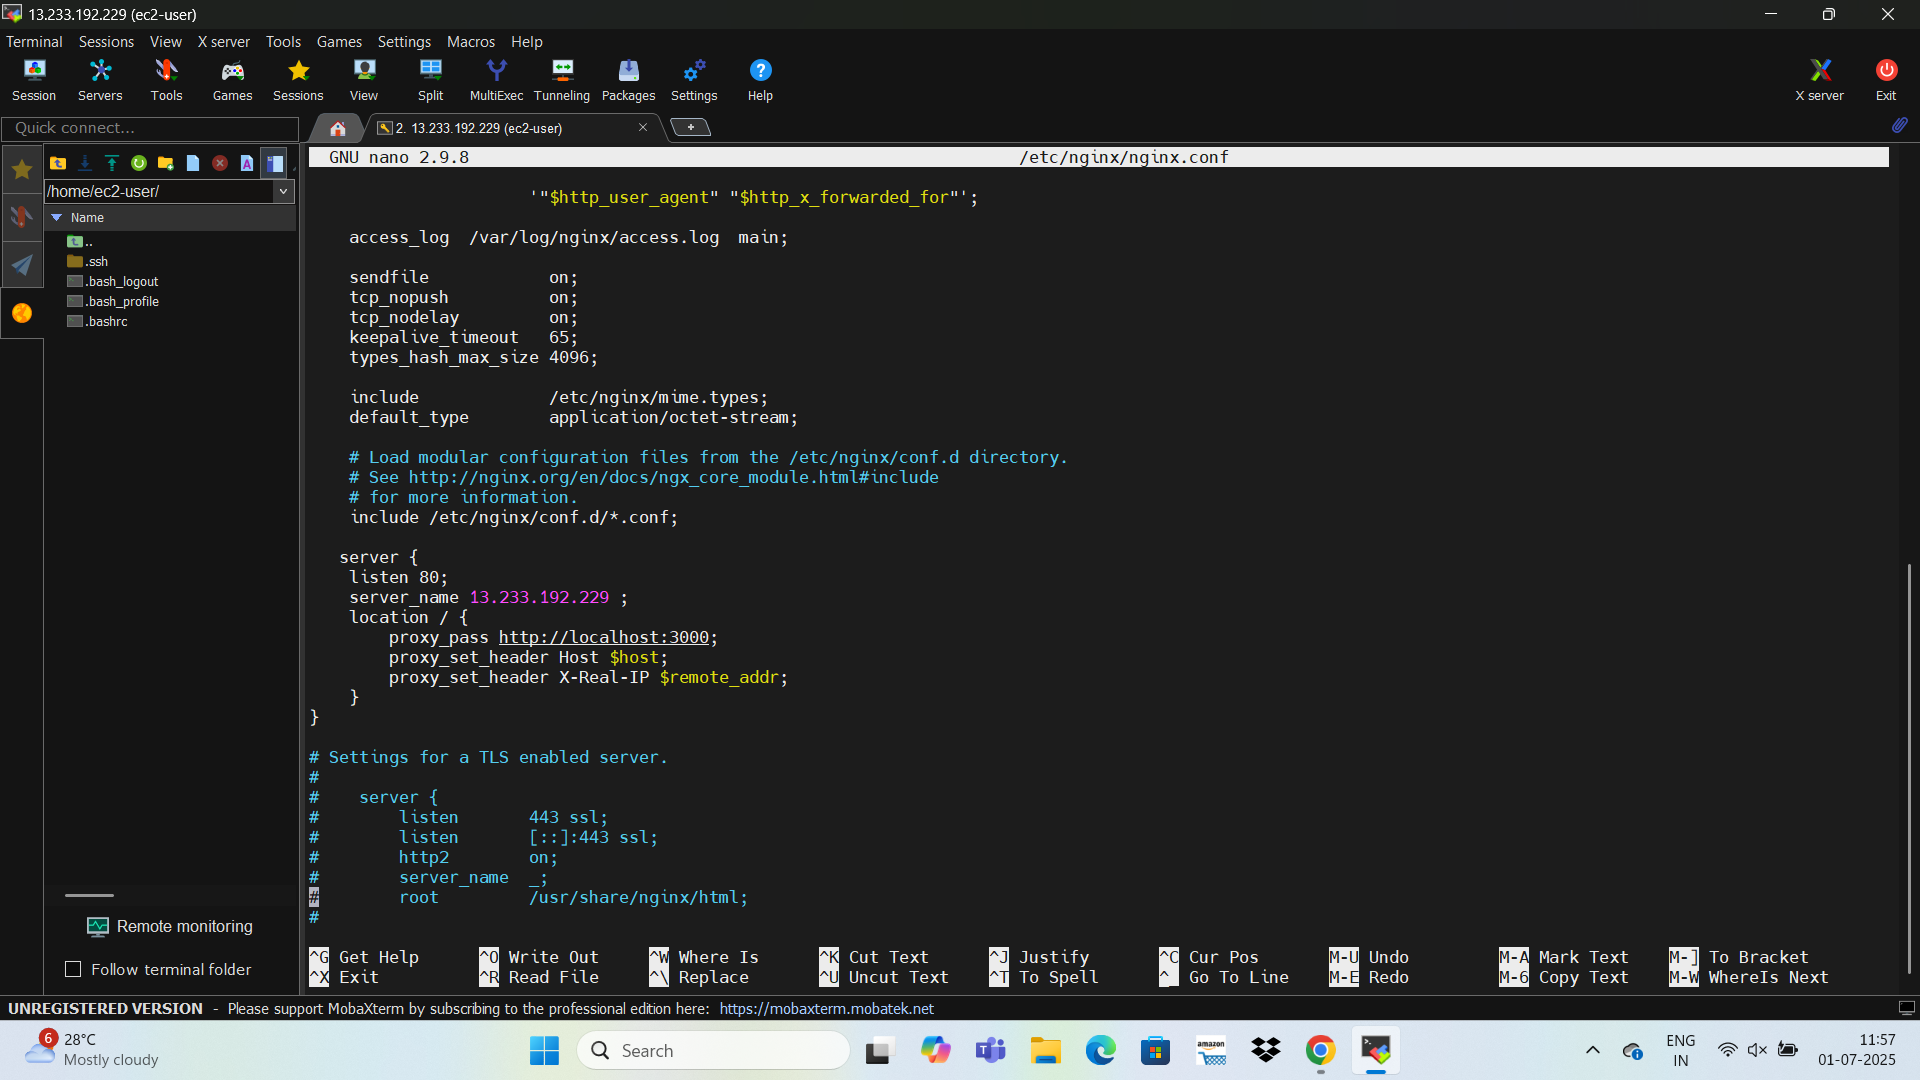 13.233.192.229 (ec2-user)
Terminal Sessions View X server Tools Games Settings Macros Help
Session Servers Tools Games Sessions View Split MultiExec Tunneling Packages Settings Help X server Exit
Quick connect...
2. 13.233.192.229 (ec2-user)
/home/ec2-user/
Name
..
.ssh
.bash_logout
.bash_profile
.bashrc
Remote monitoring
Follow terminal folder
GNU nano 2.9.8 /etc/nginx/nginx.conf
'"$http_user_agent" "$http_x_forwarded_for"';
access_log /var/log/nginx/access.log main;
sendfile on;
tcp_nopush on;
tcp_nodelay on;
keepalive_timeout 65;
types_hash_max_size 4096;
include /etc/nginx/mime.types;
default_type application/octet-stream;
# Load modular configuration files from the /etc/nginx/conf.d directory.
# See http://nginx.org/en/docs/ngx_core_module.html#include
# for more information.
include /etc/nginx/conf.d/*.conf;
server {
listen 80;
server_name 13.233.192.229 ;
location / {
proxy_pass http://localhost:3000;
proxy_set_header Host $host;
proxy_set_header X-Real-IP $remote_addr;
}
}
# Settings for a TLS enabled server.
#
# server {
# listen 443 ssl;
# listen [::]:443 ssl;
# http2 on;
# server_name _;
# root /usr/share/nginx/html;
#
^G Get Help ^O Write Out ^W Where Is ^K Cut Text ^J Justify ^C Cur Pos M-U Undo M-A Mark Text M-] To Bracket
^X Exit ^R Read File ^\ Replace ^U Uncut Text ^T To Spell ^_ Go To Line M-E Redo M-6 Copy Text M-W WhereIs Next
UNREGISTERED VERSION - Please support MobaXterm by subscribing to the professional edition here: https://mobaxterm.mobatek.net
6
28°C
Mostly cloudy
Search
amazon
ENG
IN
11:57
01-07-2025